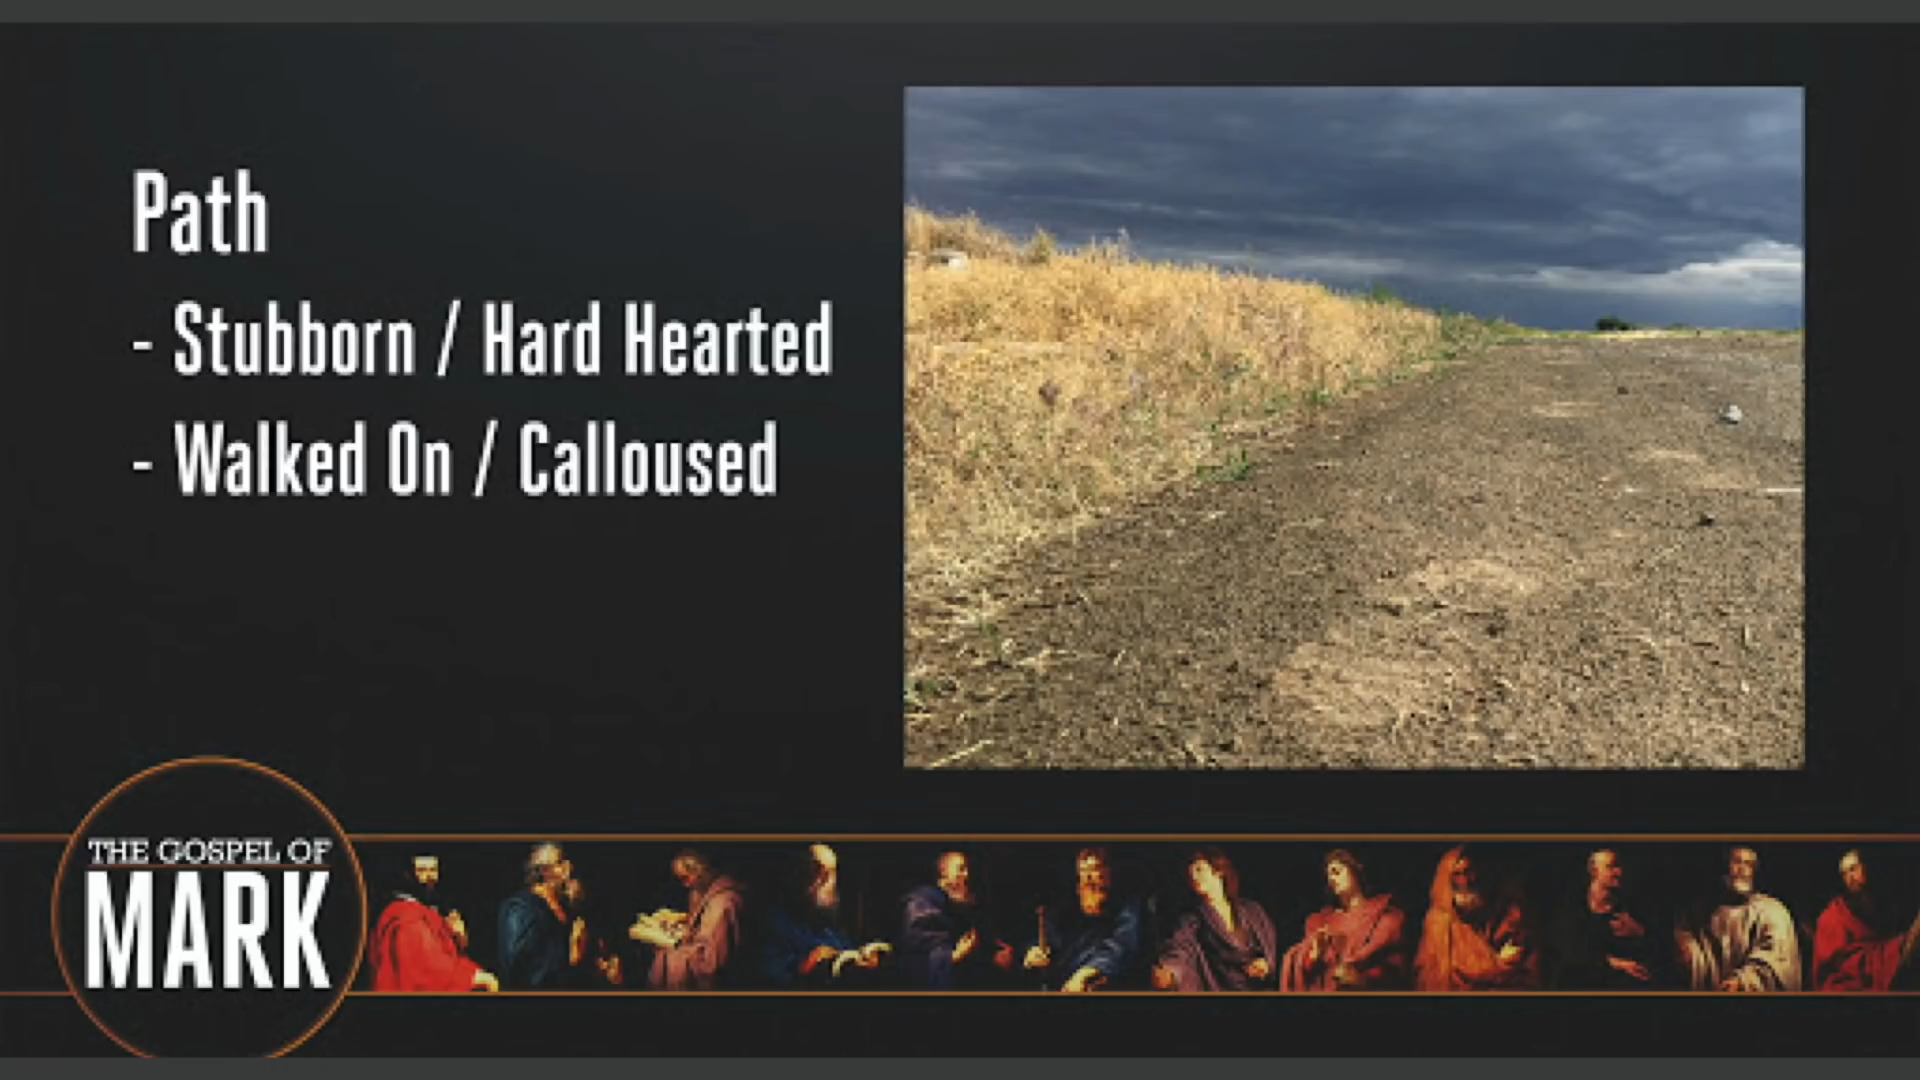 Path
- Stubborn / Hard Hearted
- Walked On / Calloused
THE GOSPEL OF
MARK